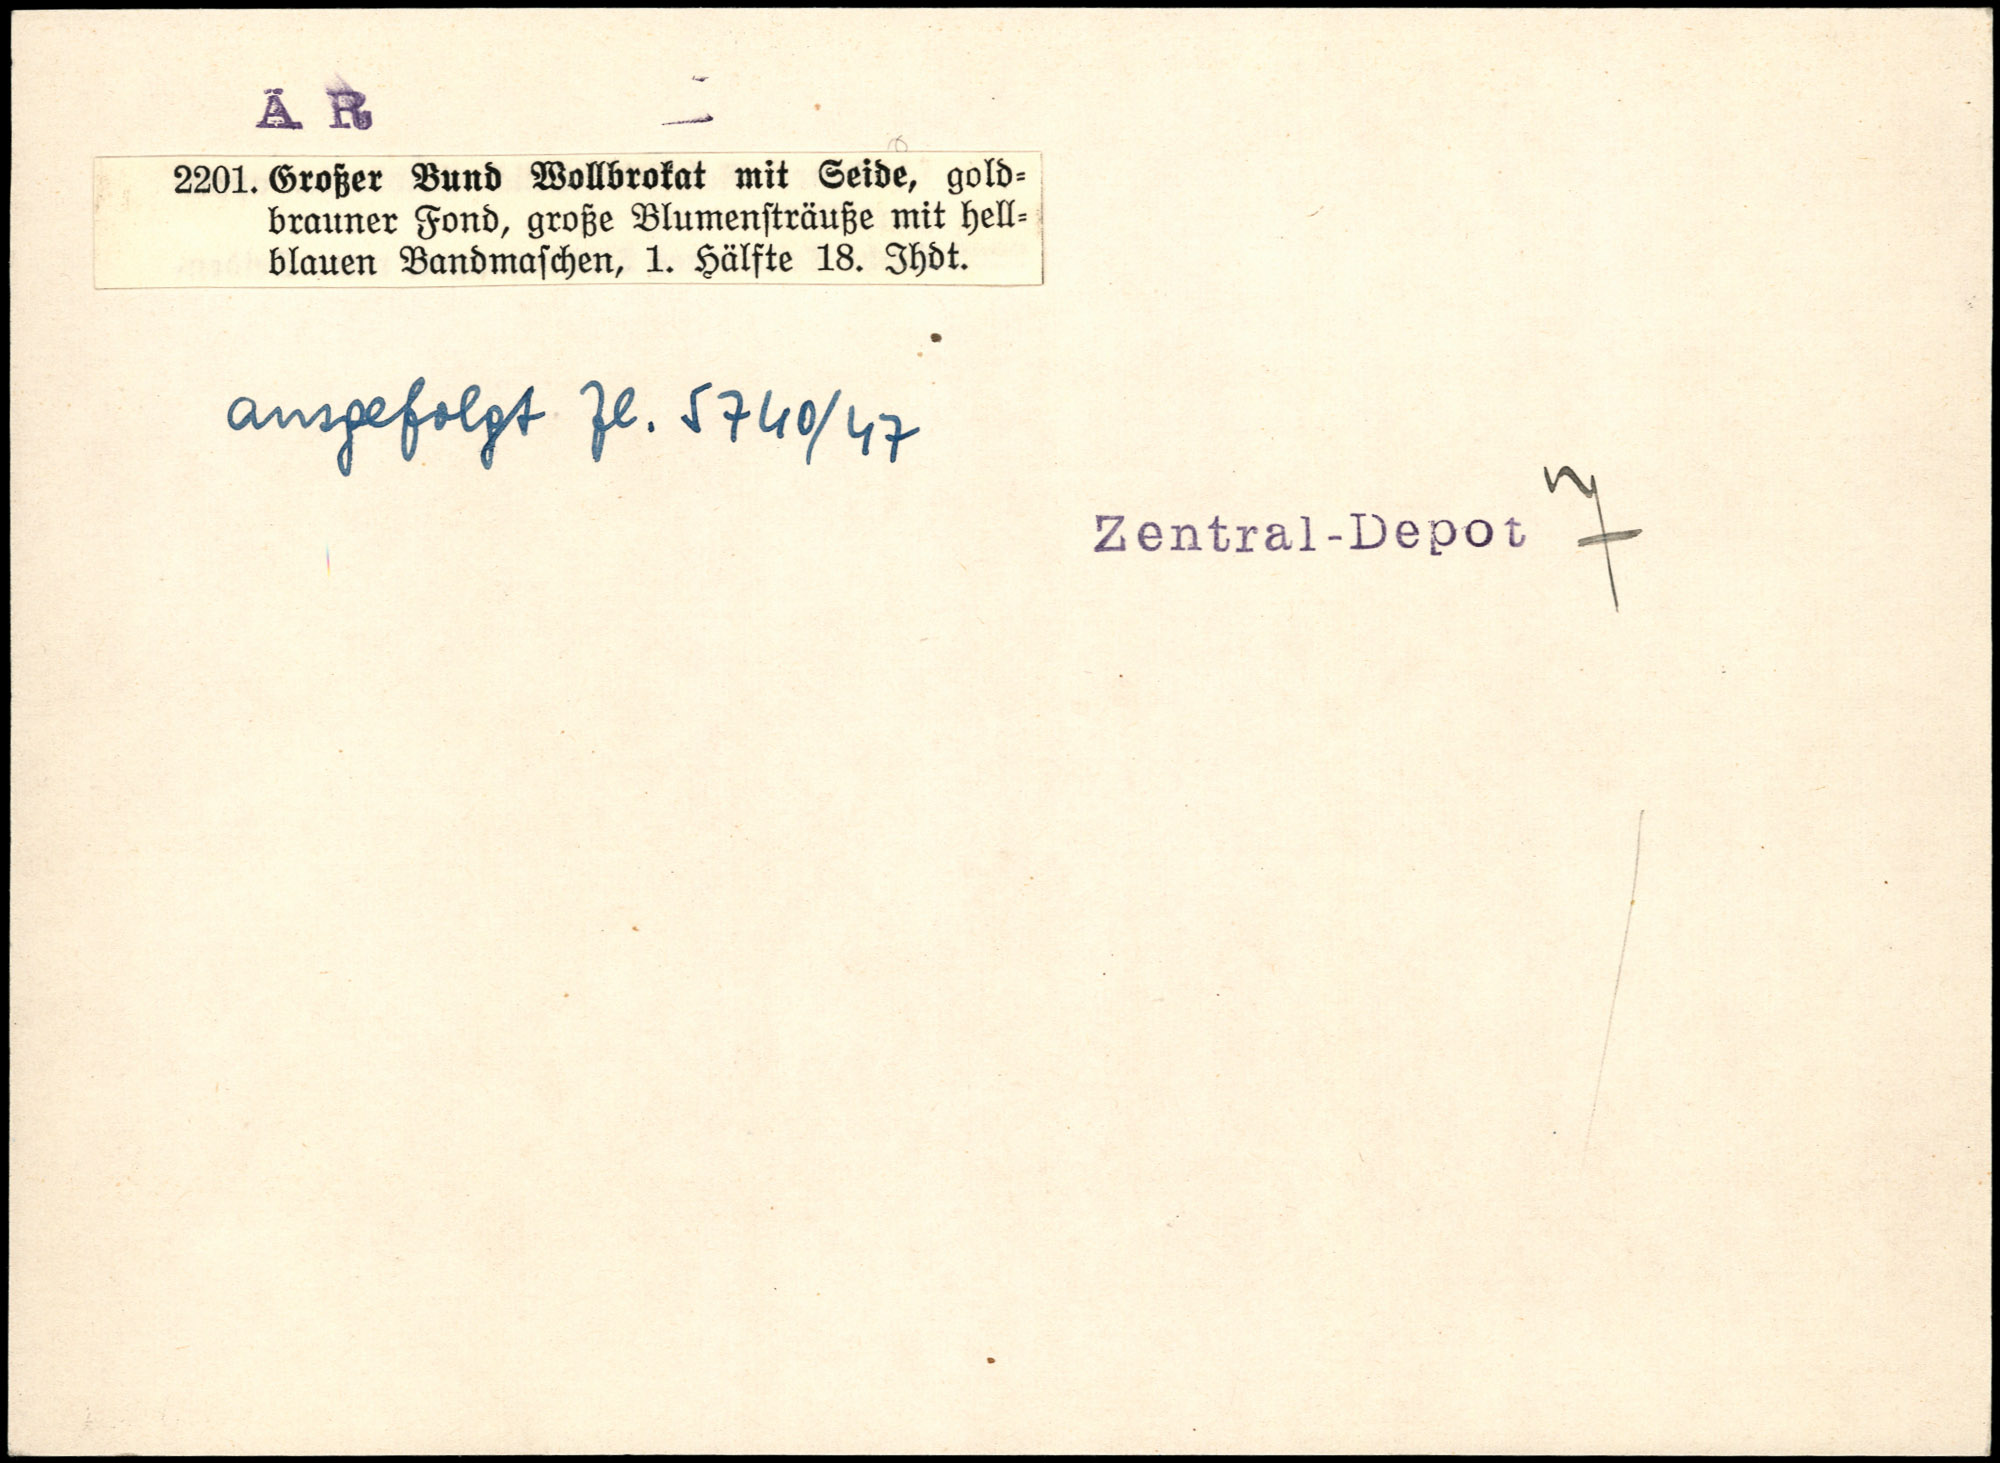 ÄR
2201. Großer Bund Wollbrokat mit Seide, gold-
brauner Fond, große Blumensträuße mit hell-
blauen Bandmaschen, 1. Hälfte 18. Jhdt.
ausgefolgt Zl. 5740/47
Zentral-Depot